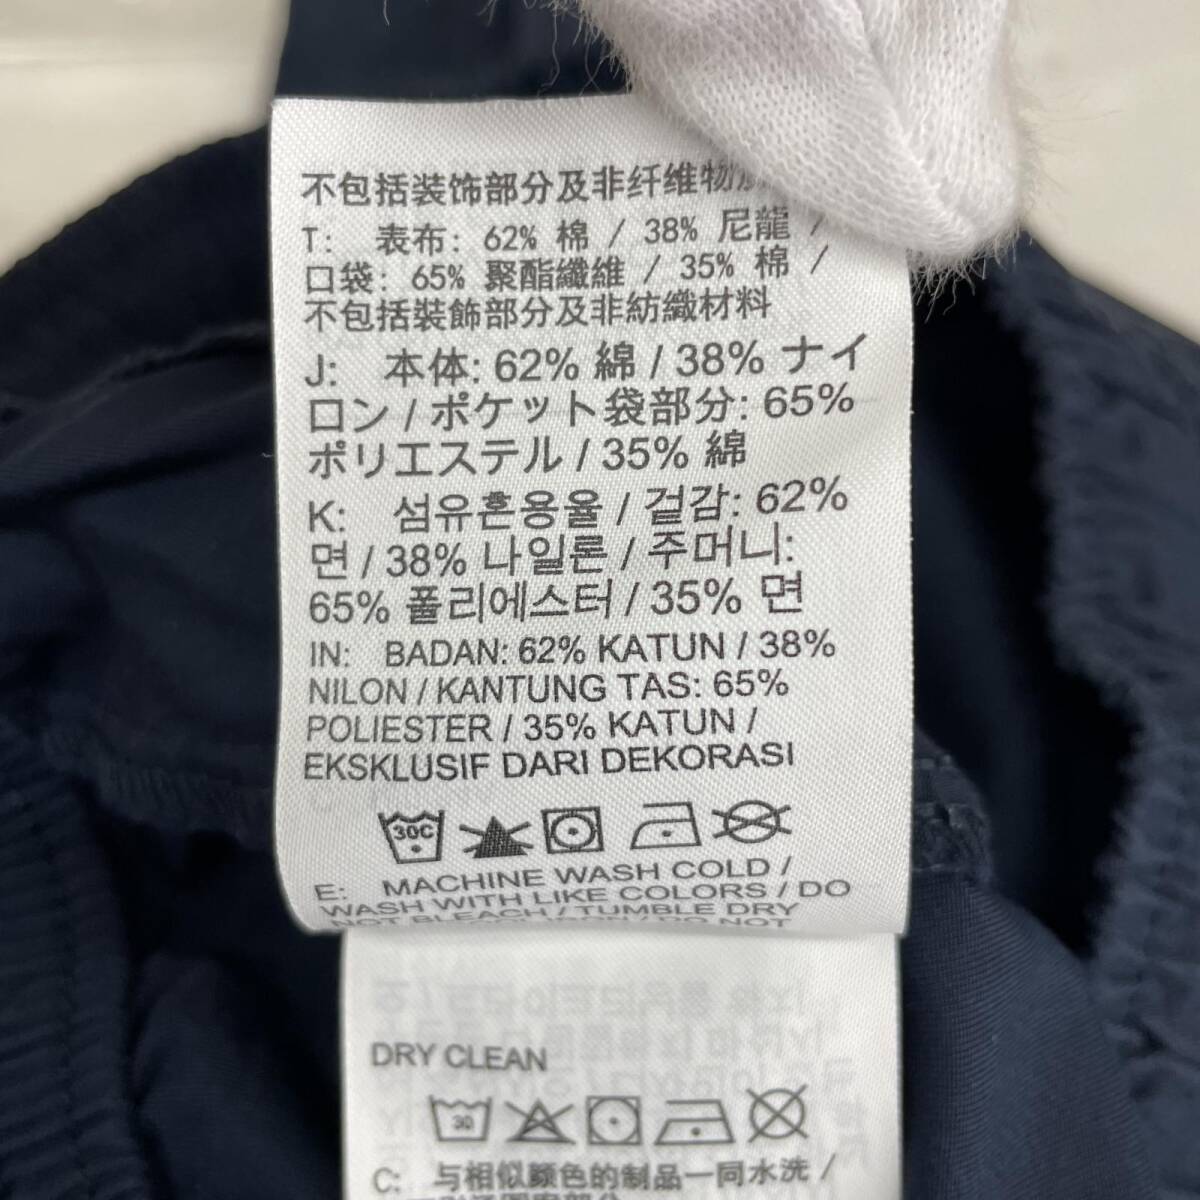 不包括装饰部分及非纤维物
T: 表布: 62% 棉 / 38% 尼龍 /
口袋: 65% 聚酯纖維 / 35% 棉 /
不包括裝飾部分及非紡織材料
J: 本体: 62% 綿 / 38% ナイ
ロン / ポケット袋部分: 65%
ポリエステル / 35% 綿
K: 섬유혼용율 / 겉감: 62%
면 / 38% 나일론 / 주머니:
65% 폴리에스터 / 35% 면
IN: BADAN: 62% KATUN / 38%
NILON / KANTUNG TAS: 65%
POLIESTER / 35% KATUN /
EKSKLUSIF DARI DEKORASI
30C
E: MACHINE WASH COLD /
WASH WITH LIKE COLORS / DO
NOT BLEACH / TUMBLE DRY
DRY CLEAN
30
C: 与相似颜色的制品一同水洗 /